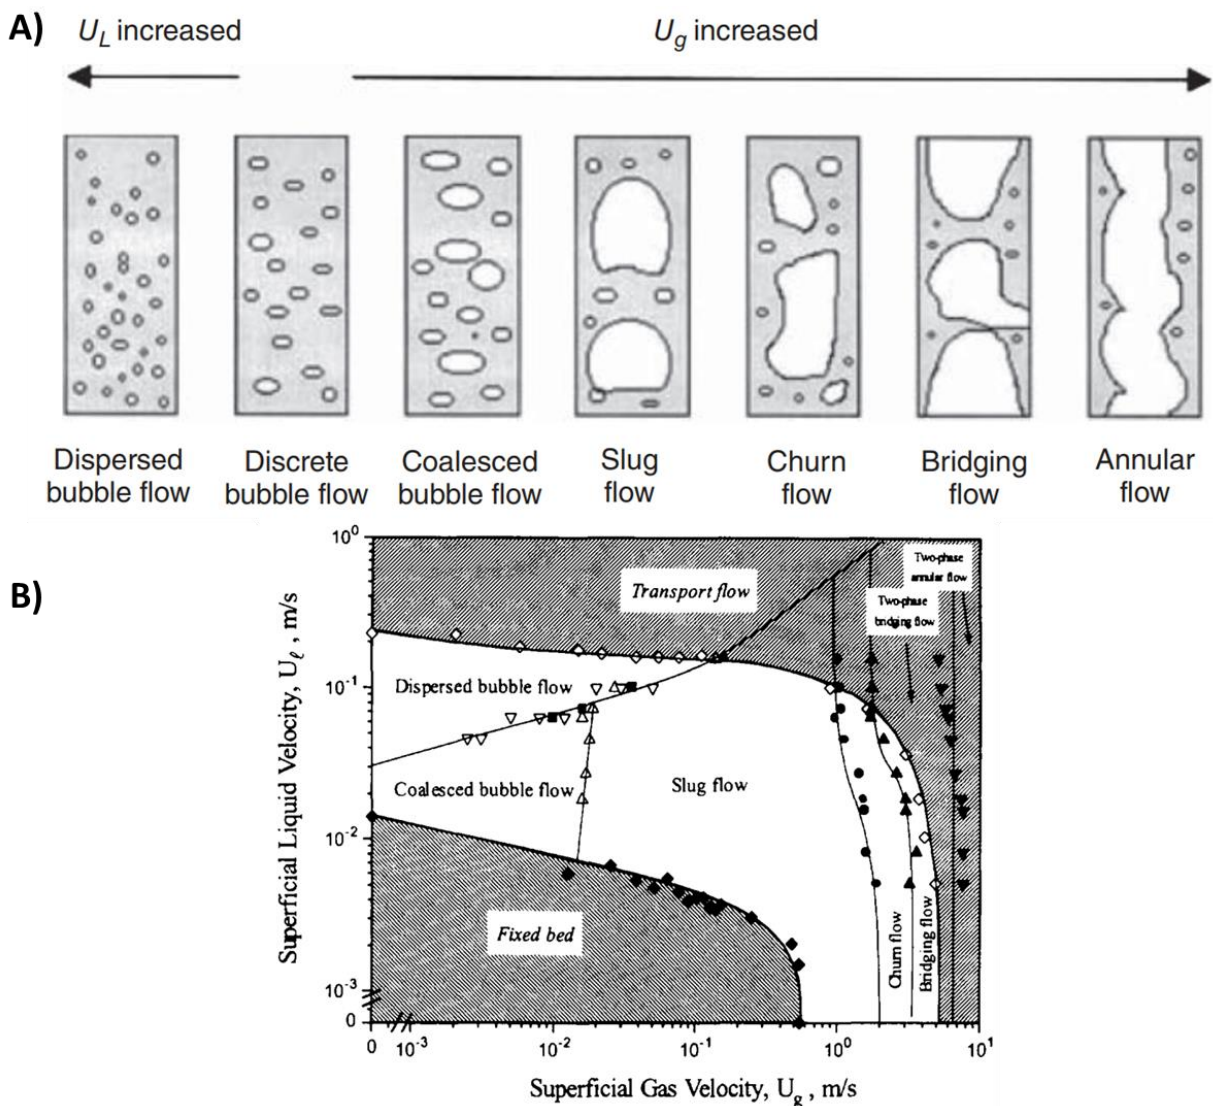 A)
U_L increased
U_g increased
Dispersed
bubble flow
Discrete
bubble flow
Coalesced
bubble flow
Slug
flow
Churn
flow
Bridging
flow
Annular
flow
B)
Superficial Liquid Velocity, U_ℓ , m/s
10^0
10^-1
10^-2
10^-3
0
Transport flow
Two-phase
annular flow
Two-phase
bridging flow
Dispersed bubble flow
Coalesced bubble flow
Slug flow
Fixed bed
Churn flow
Bridging flow
0
10^-3
10^-2
10^-1
10^0
10^1
Superficial Gas Velocity, U_g , m/s